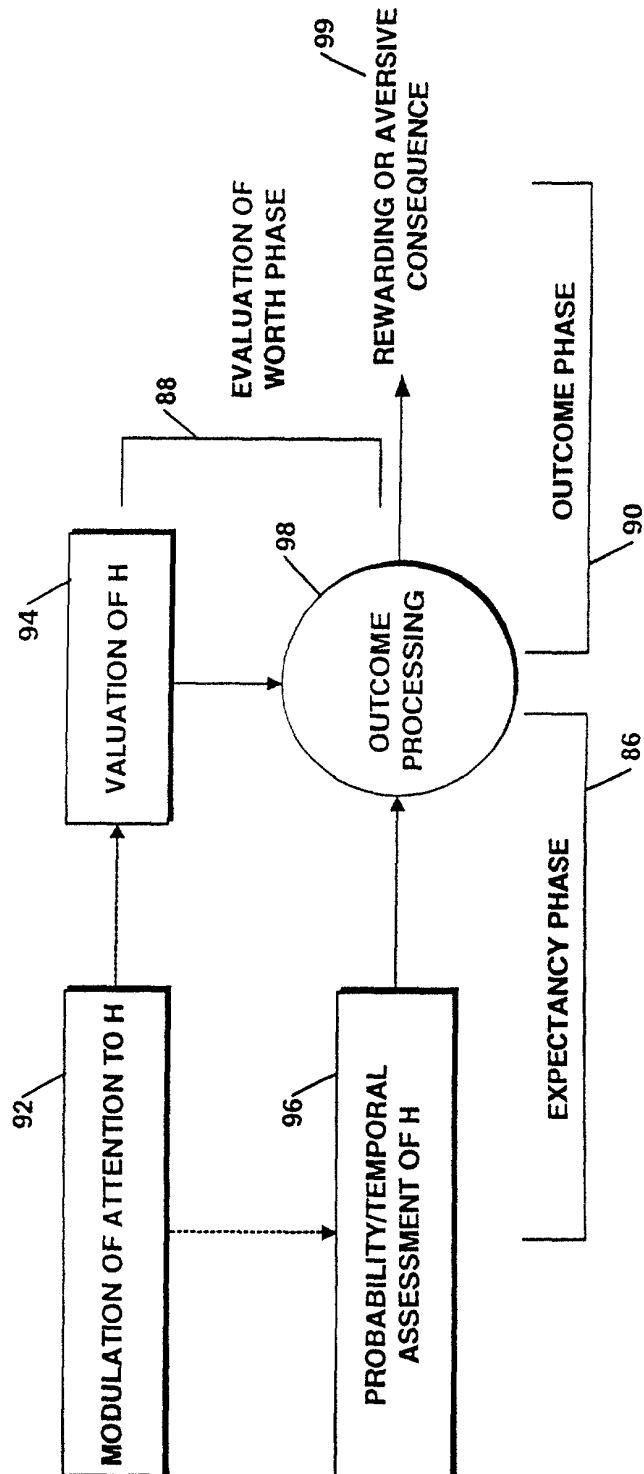 92
MODULATION OF ATTENTION TO H
94
VALUATION OF H
88
EVALUATION OF
WORTH PHASE
96
PROBABILITY/TEMPORAL
ASSESSMENT OF H
98
OUTCOME
PROCESSING
99
REWARDING OR AVERSIVE
CONSEQUENCE
EXPECTANCY PHASE
86
OUTCOME PHASE
90